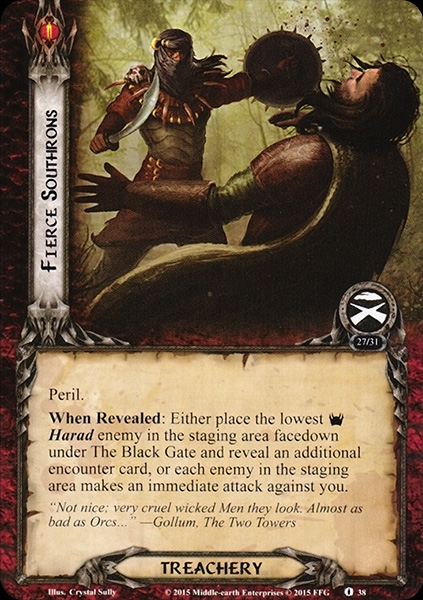 FIERCE SOUTHRONS
27/31
Peril.
When Revealed: Either place the lowest
Harad enemy in the staging area facedown
under The Black Gate and reveal an additional
encounter card, or each enemy in the staging
area makes an immediate attack against you.
“Not nice; very cruel wicked Men they look. Almost as
bad as Orcs...” —Gollum, The Two Towers
TREACHERY
Illus. Crystal Sully © 2015 Middle-earth Enterprises © 2015 FFG 38